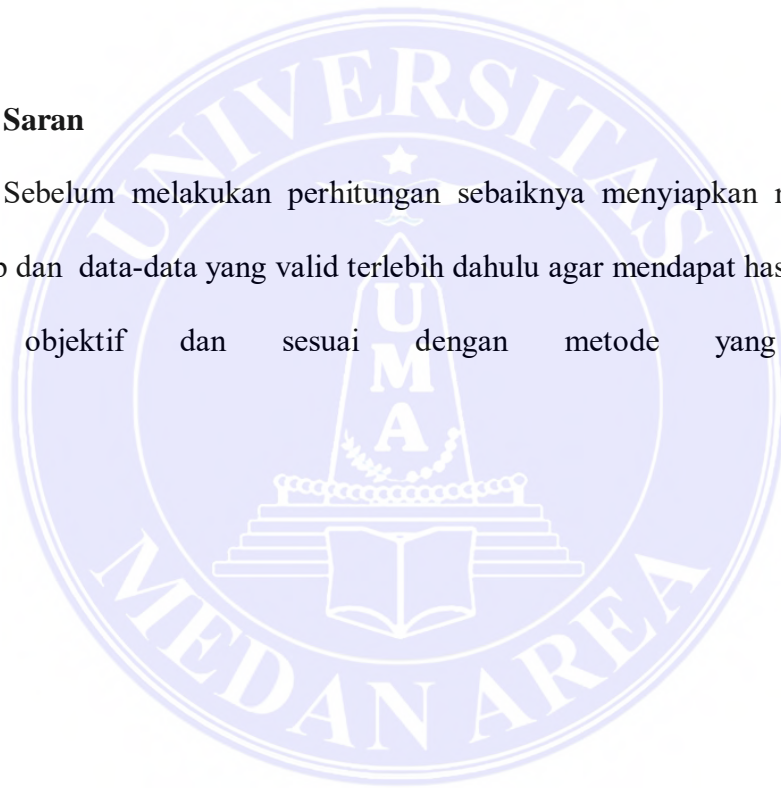 Saran
Sebelum melakukan perhitungan sebaiknya menyiapkan
dan data-data yang valid terlebih dahulu agar mendapat
objektif dan sesuai dengan metode yang
UNIVERSITAS
UMA
MEDAN AREA